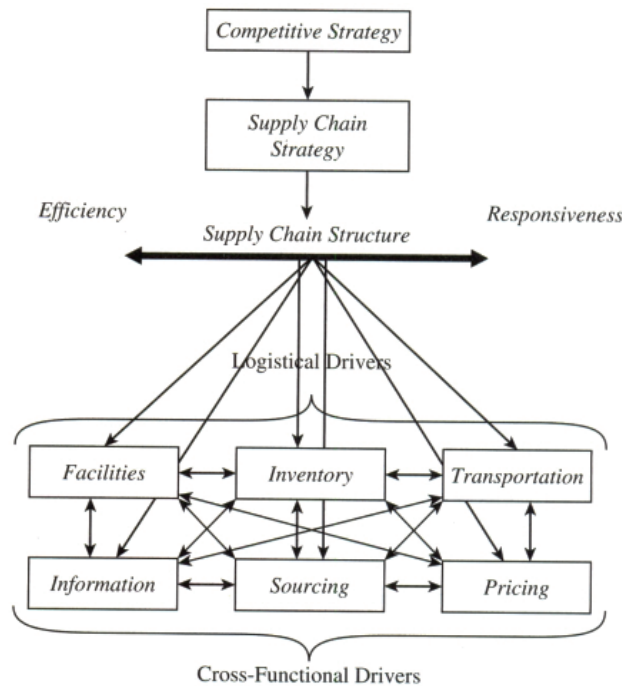 Competitive Strategy
Supply Chain
Strategy
Efficiency
Responsiveness
Supply Chain Structure
Logistical Drivers
Facilities
Inventory
Transportation
Information
Sourcing
Pricing
Cross-Functional Drivers